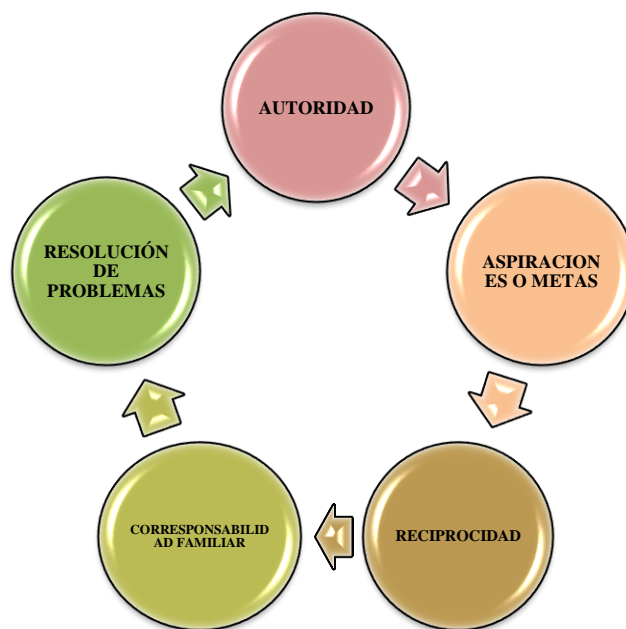 AUTORIDAD
ASPIRACION
ES O METAS
RECIPROCIDAD
CORRESPONSABILID
AD FAMILIAR
RESOLUCIÓN
DE
PROBLEMAS